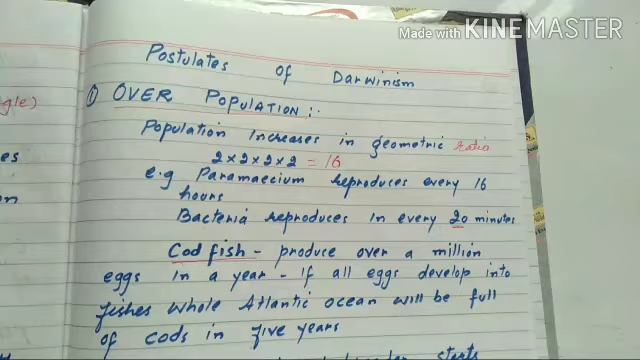 Made with KINEMASTER
Postulates of Darwinism
gle)
① OVER POPULATION :.
Population Increases in geometric ratio
2 × 2 × 2 × 2 = 16
es
e.g Paramaecium reproduces every 16
hours
n
Bacteria reproduces in every 20 minutes
Cod fish - produce over a million
eggs in a year - if all eggs develop into
fishes whole Atlantic ocean will be full
of cods in five years
starts